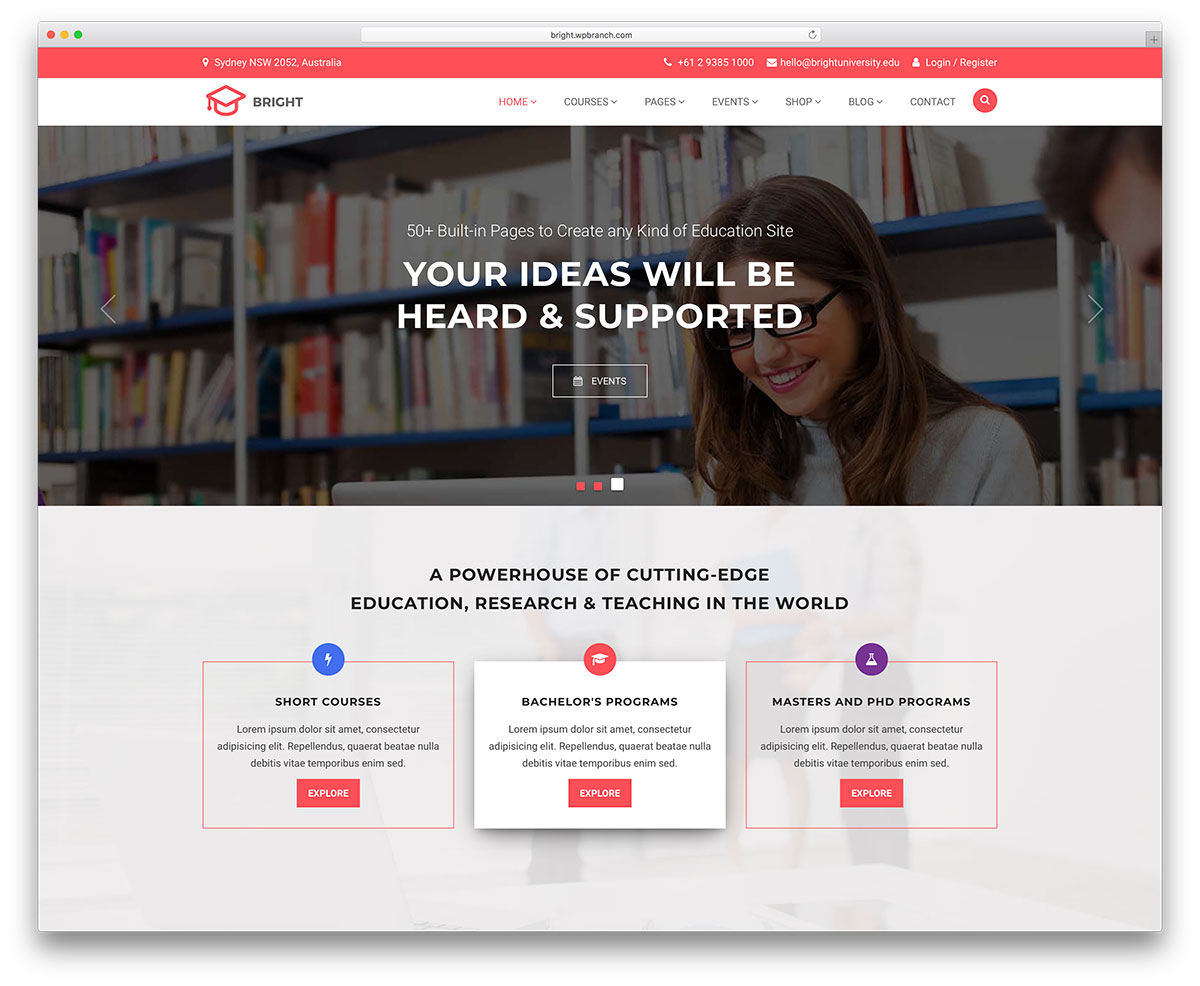 bright.wpbranch.com
Sydney NSW 2052, Australia
+61 2 9385 1000
hello@brightuniversity.edu
Login / Register
BRIGHT
HOME
COURSES
PAGES
EVENTS
SHOP
BLOG
CONTACT
50+ Built-in Pages to Create any Kind of Education Site
YOUR IDEAS WILL BE
HEARD & SUPPORTED
EVENTS
A POWERHOUSE OF CUTTING-EDGE
EDUCATION, RESEARCH & TEACHING IN THE WORLD
SHORT COURSES
Lorem ipsum dolor sit amet, consectetur
adipisicing elit. Repellendus, quaerat beatae nulla
debitis vitae temporibus enim sed.
EXPLORE
BACHELOR'S PROGRAMS
Lorem ipsum dolor sit amet, consectetur
adipisicing elit. Repellendus, quaerat beatae nulla
debitis vitae temporibus enim sed.
EXPLORE
MASTERS AND PHD PROGRAMS
Lorem ipsum dolor sit amet, consectetur
adipisicing elit. Repellendus, quaerat beatae nulla
debitis vitae temporibus enim sed.
EXPLORE